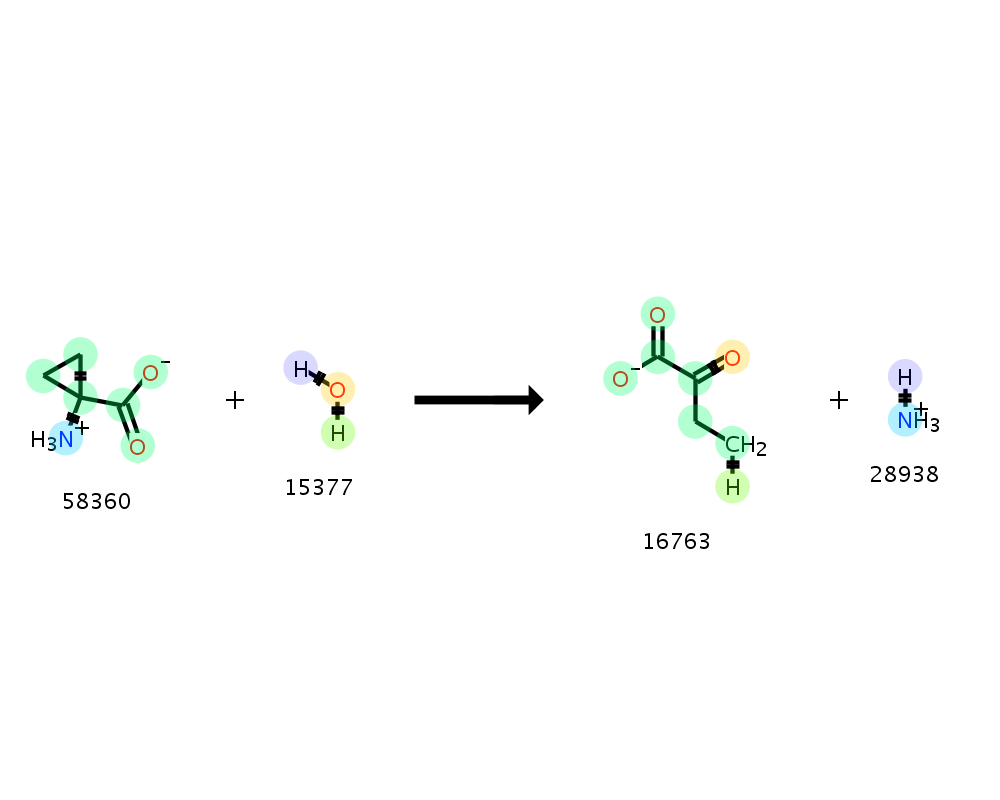 O
H
O
O
-
H
O
O
-
O
H
+
+
+
+
H3N
+
O
H
CH2
NH3
H
58360
15377
28938
16763